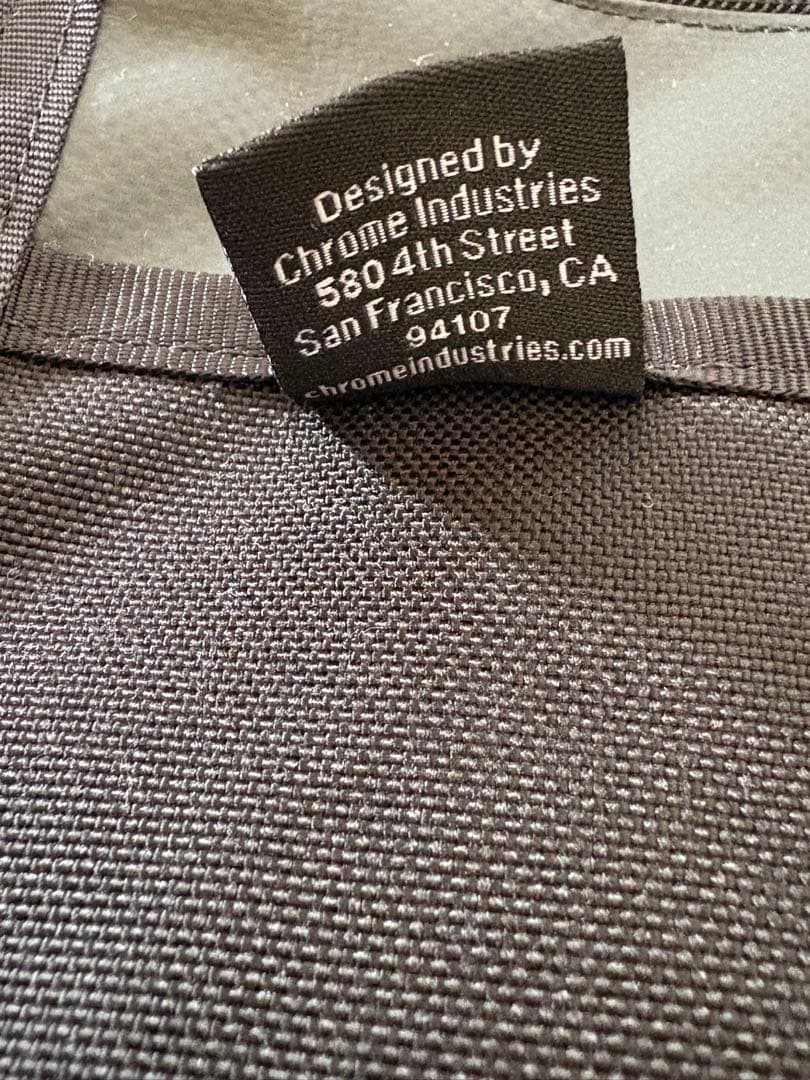 Designed by
Chrome Industries
580 4th Street
San Francisco, CA
94107
chromeindustries.com